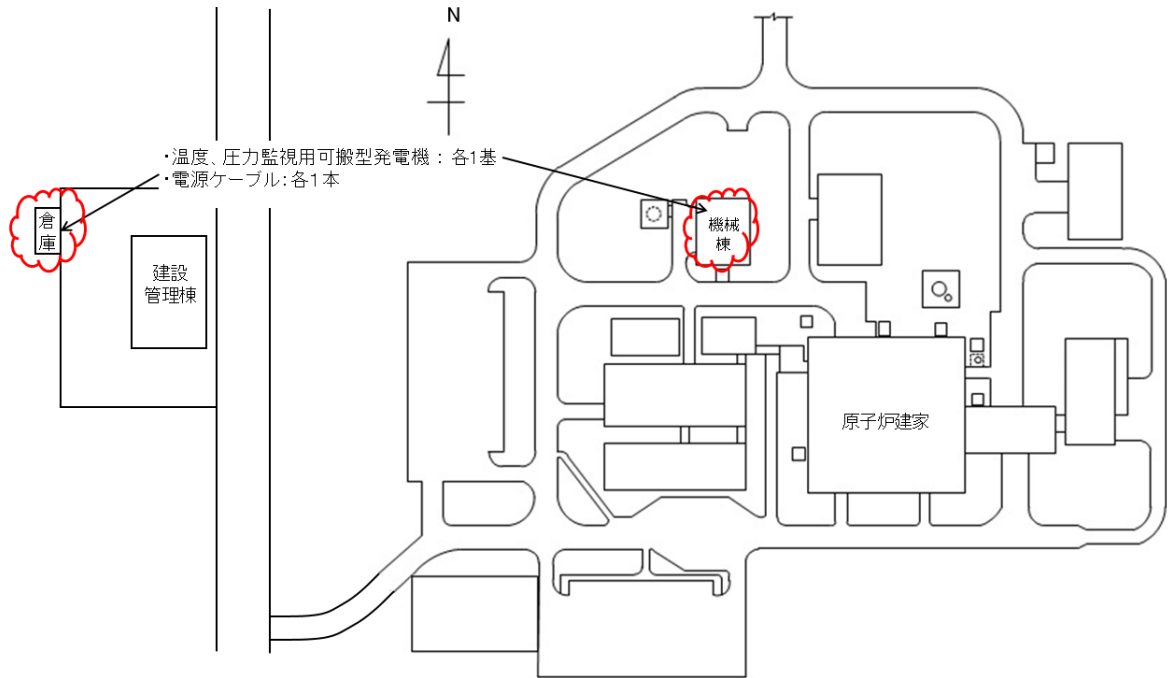 N
・温度、圧力監視用可搬型発電機：各1基
・電源ケーブル：各1本
倉
庫
機械
棟
建設
管理棟
原子炉建家